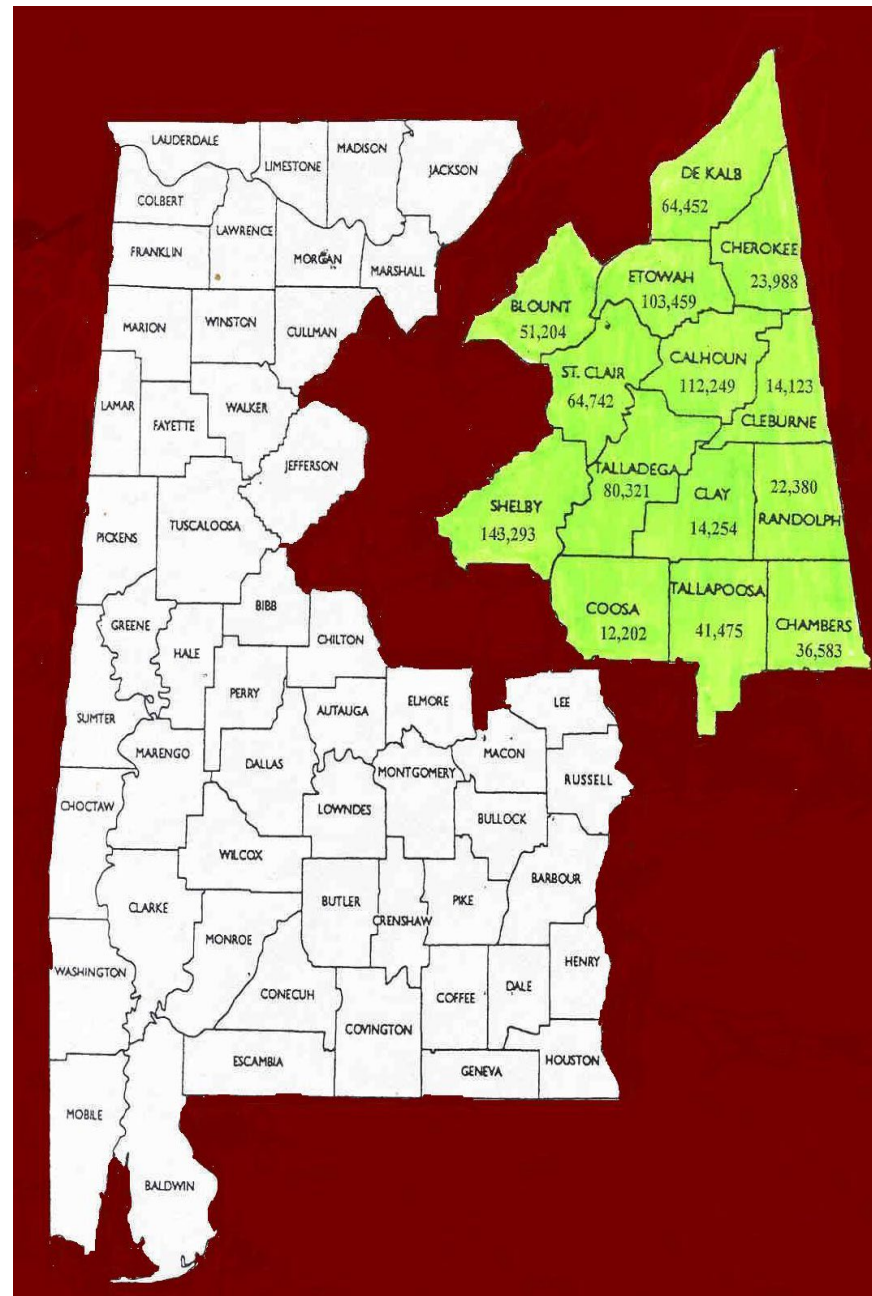 LAUDERDALE
LIMESTONE
MADISON
JACKSON
COLBERT
LAWRENCE
FRANKLIN
MORGAN
MARSHALL
MARION
WINSTON
CULLMAN
LAMAR
FAYETTE
WALKER
JEFFERSON
PICKENS
TUSCALOOSA
BIBB
GREENE
HALE
CHILTON
PERRY
SUMTER
AUTAUGA
ELMORE
LEE
MARENGO
DALLAS
MONTGOMERY
MACON
RUSSELL
CHOCTAW
LOWNDES
BULLOCK
WILCOX
BARBOUR
CLARKE
BUTLER
CRENSHAW
PIKE
MONROE
HENRY
WASHINGTON
CONECUH
COFFEE
DALE
COVINGTON
ESCAMBIA
GENEVA
HOUSTON
MOBILE
BALDWIN
DE KALB
64,452
CHEROKEE
23,988
ETOWAH
103,459
BLOUNT
51,204
CALHOUN
112,249
ST. CLAIR
64,742
14,123
CLEBURNE
TALLADEGA
80,321
CLAY
14,254
22,380
RANDOLPH
SHELBY
143,293
COOSA
12,202
TALLAPOOSA
41,475
CHAMBERS
36,583